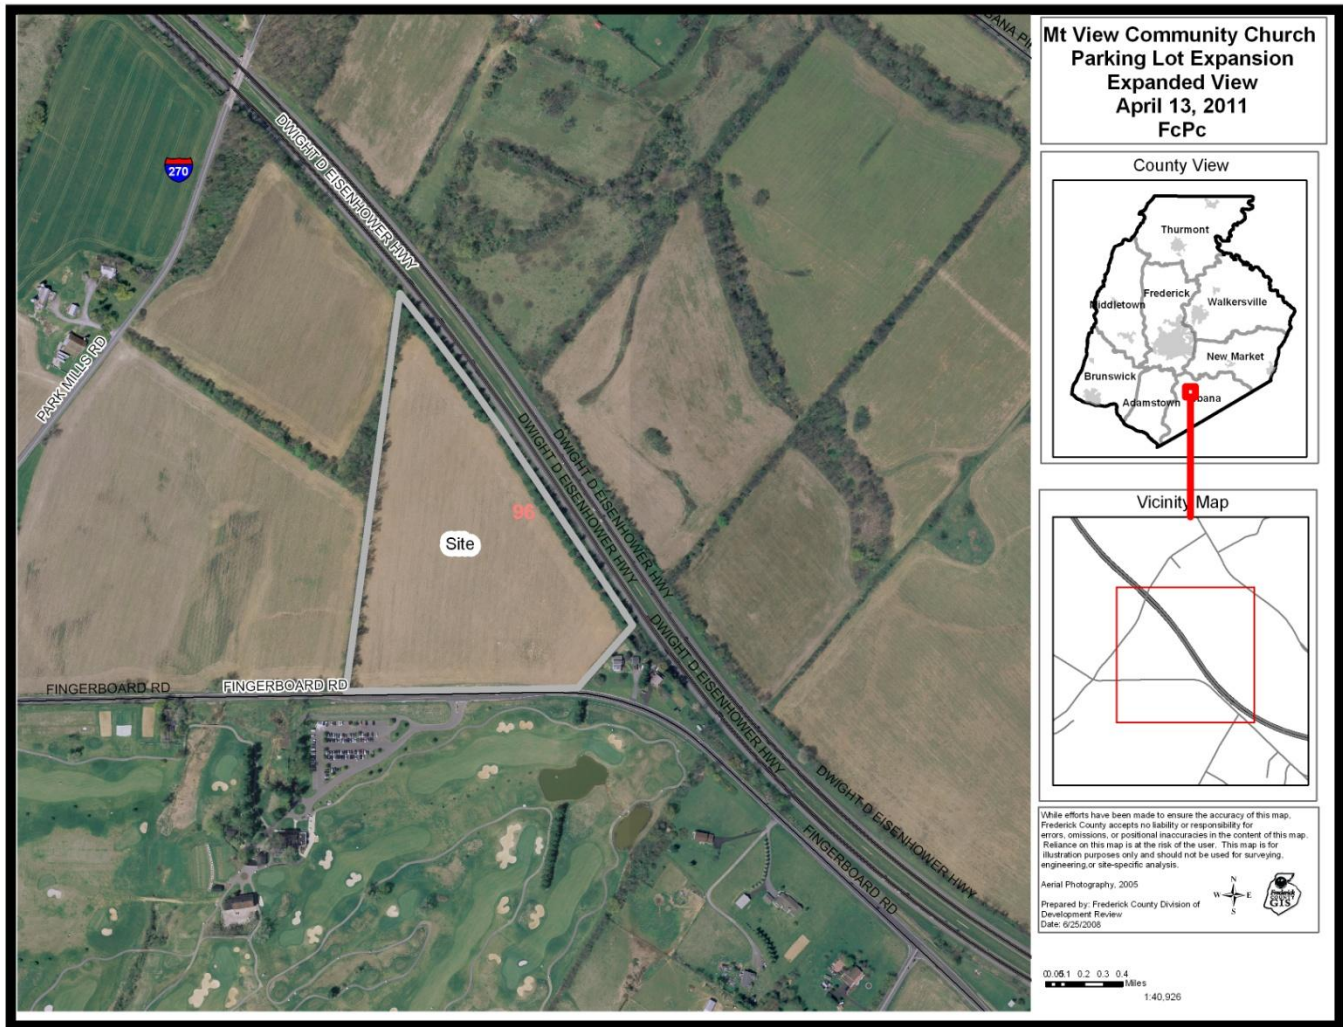 Mt View Community Church
Parking Lot Expansion
Expanded View
April 13, 2011
FcPc
County View
Thurmont
Frederick
Middletown
Walkersville
New Market
Brunswick
Adamstown
bana
Vicinity Map
While efforts have been made to ensure the accuracy of this map,
Frederick County accepts no liability or responsibility for
errors, omissions, or positional inaccuracies in the content of this map.
Reliance on this map is at the risk of the user. This map is for
illustration purposes only and should not be used for surveying,
engineering,or site-specific analysis.
Aerial Photography, 2005
Prepared by: Frederick County Division of
Development Review
Date: 6/25/2008
N
W E
S
Frederick
County
GIS
0.1 0.2 0.3 0.4
Miles
1:40,926
DWIGHT D EISENHOWER HWY
270
PARK MILLS RD
DWIGHT D EISENHOWER HWY
DWIGHT D EISENHOWER HWY
96
Site
DWIGHT D EISENHOWER HWY
FINGERBOARD RD
FINGERBOARD RD
DWIGHT D EISENHOWER HWY
FINGERBOARD RD